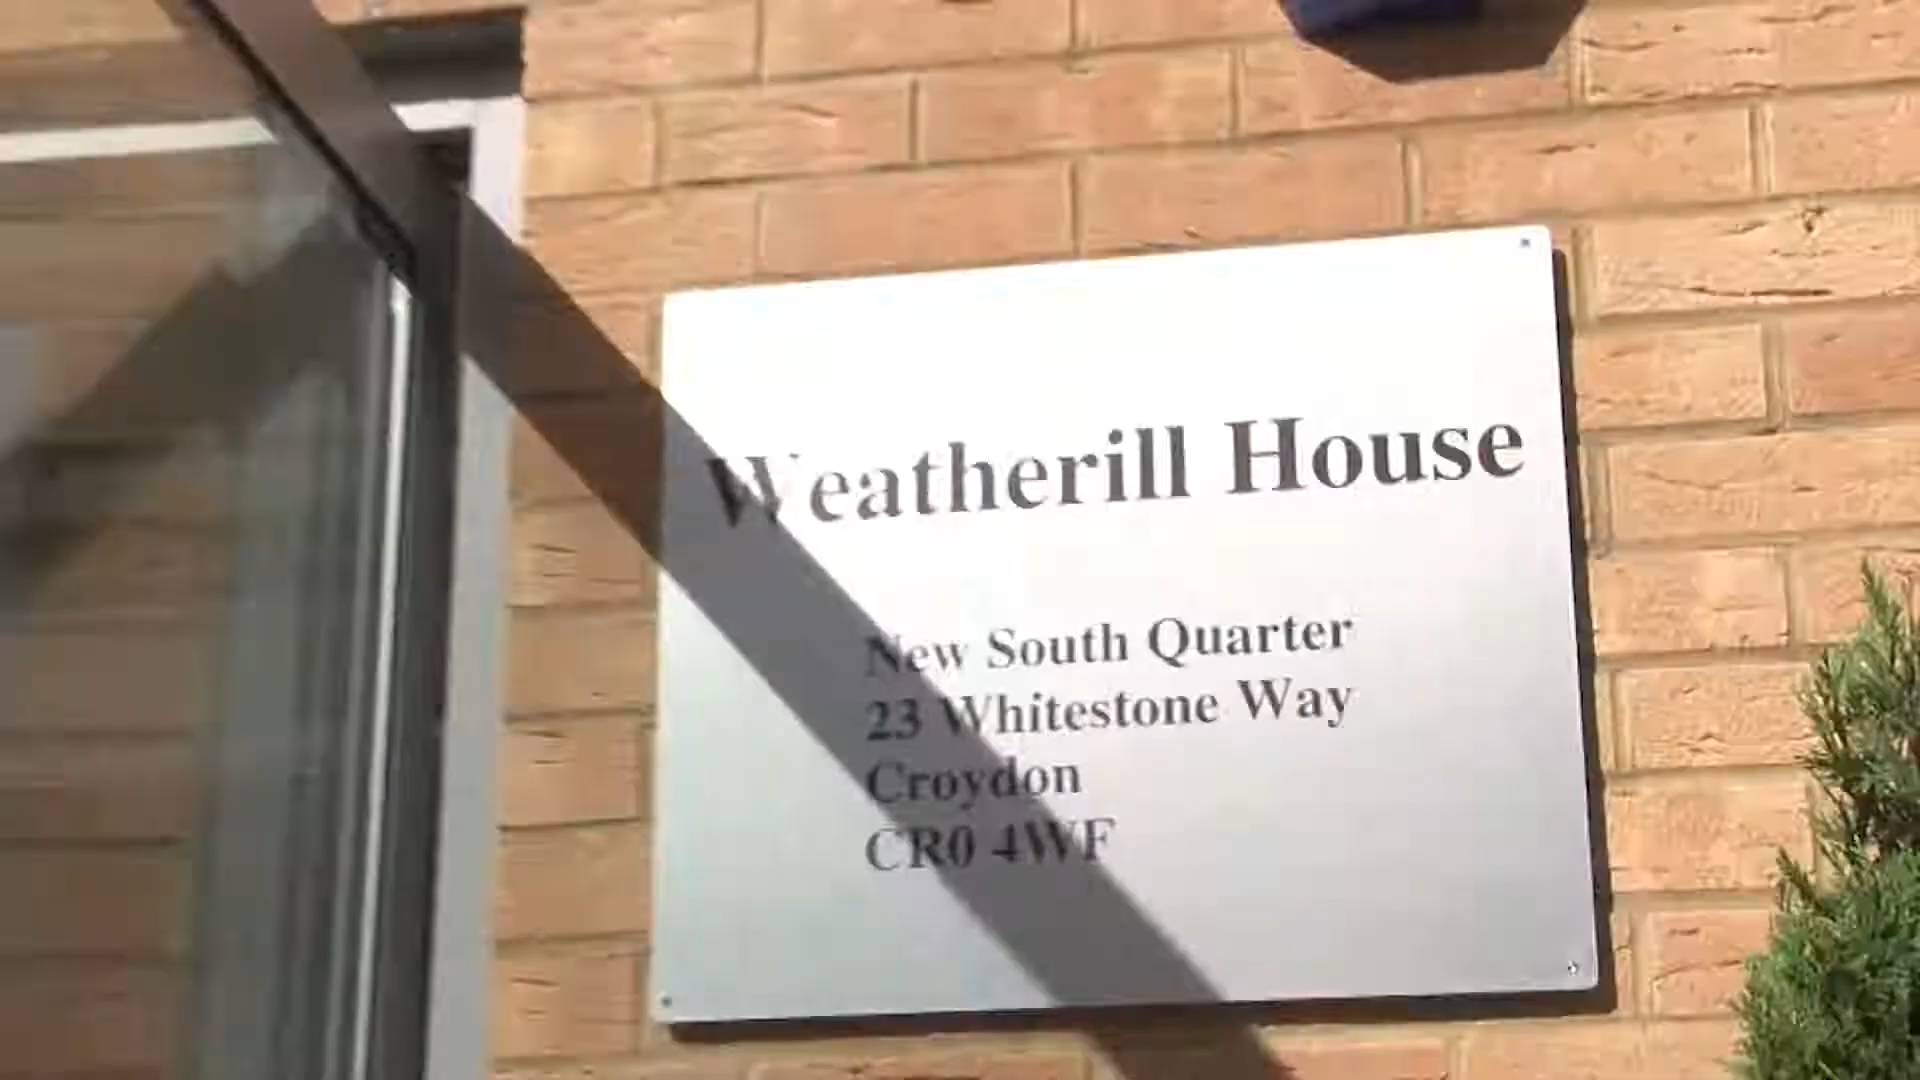 Weatherill House
New South Quarter
23 Whitestone Way
Croydon
CR0 4WF